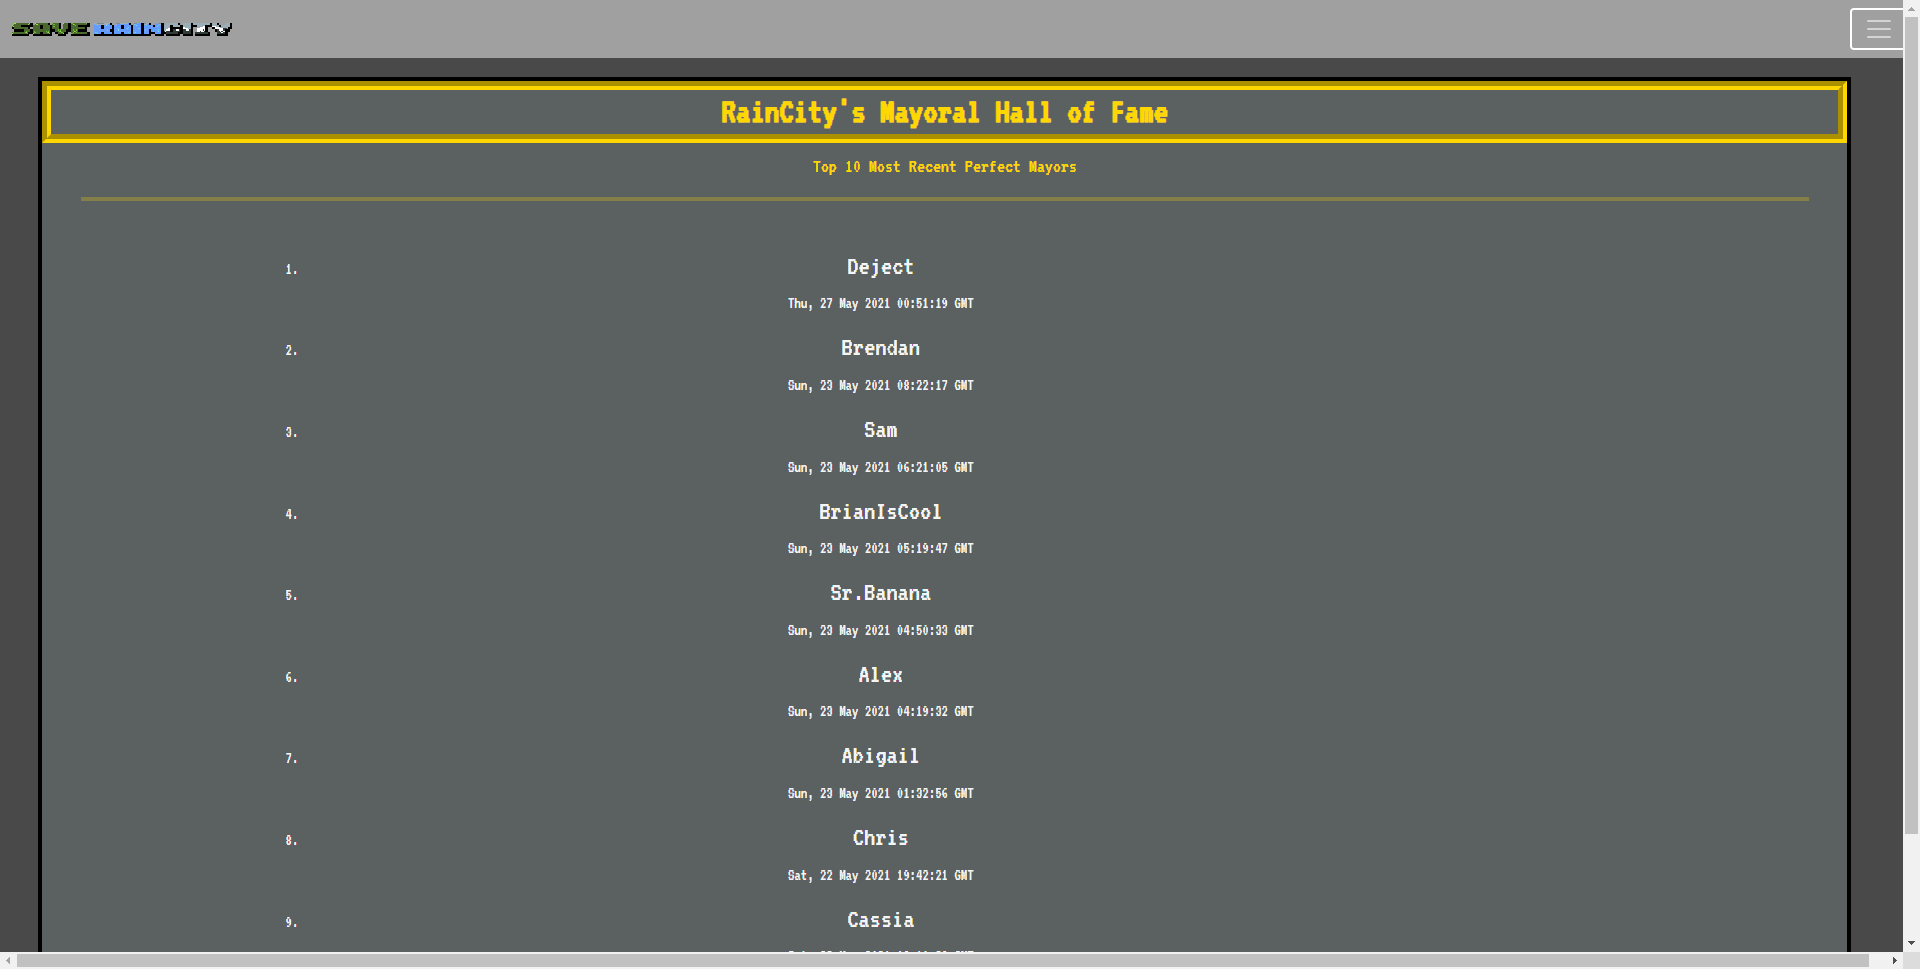 SAVE RAIN CITY
RainCity's Mayoral Hall of Fame
Top 10 Most Recent Perfect Mayors
1. Deject
Thu, 27 May 2021 00:51:19 GMT
2. Brendan
Sun, 23 May 2021 08:22:17 GMT
3. Sam
Sun, 23 May 2021 06:21:05 GMT
4. BrianIsCool
Sun, 23 May 2021 05:19:47 GMT
5. Sr.Banana
Sun, 23 May 2021 04:50:33 GMT
6. Alex
Sun, 23 May 2021 04:19:32 GMT
7. Abigail
Sun, 23 May 2021 01:32:56 GMT
8. Chris
Sat, 22 May 2021 19:42:21 GMT
9. Cassia